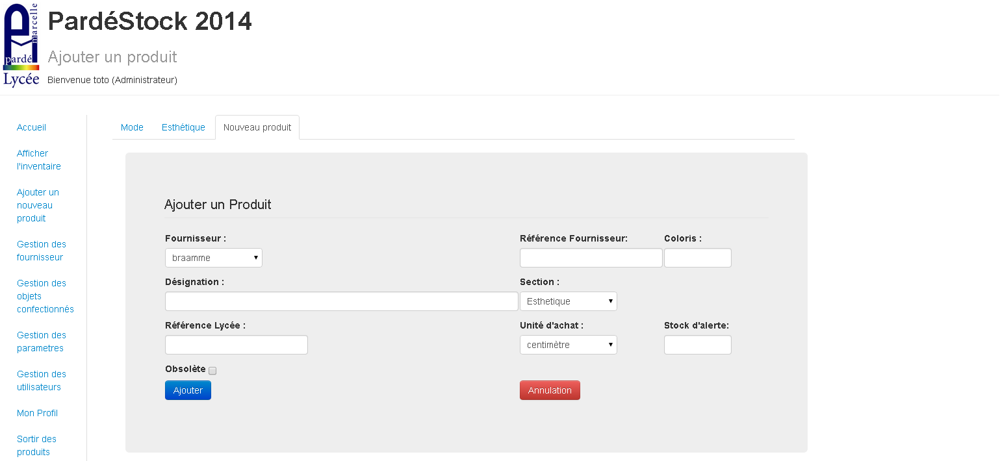 marcelle
pardé
Lycée
PardéStock 2014
Ajouter un produit
Bienvenue toto (Administrateur)
Accueil
Afficher
l'inventaire
Ajouter un
nouveau
produit
Gestion des
fournisseur
Gestion des
objets
confectionnés
Gestion des
parametres
Gestion des
utilisateurs
Mon Profil
Sortir des
produits
Mode Esthétique Nouveau produit
Ajouter un Produit
Fournisseur : Référence Fournisseur: Coloris :
braamme
Désignation : Section :
Esthetique
Référence Lycée : Unité d'achat : Stock d'alerte:
centimètre
Obsolète
Ajouter Annulation